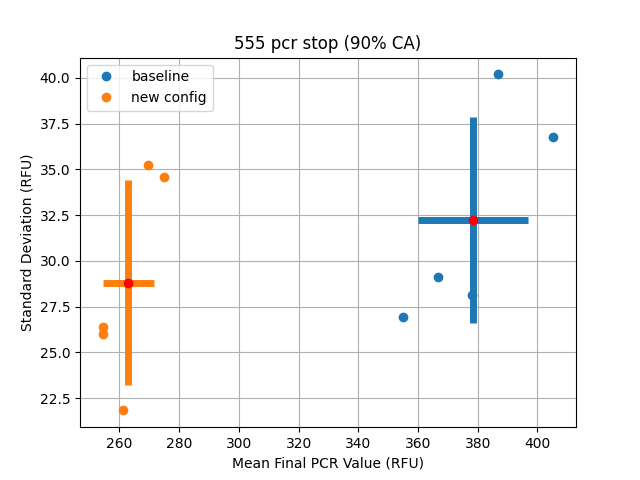 555 pcr stop (90% CA)
baseline
new config
Standard Deviation (RFU)
40.0
37.5
35.0
32.5
30.0
27.5
25.0
22.5
260 280 300 320 340 360 380 400
Mean Final PCR Value (RFU)